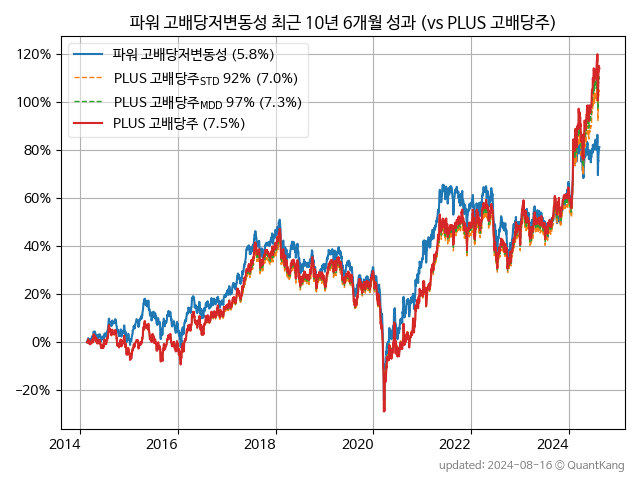 파워 고배당저변동성 최근 10년 6개월 성과 (vs PLUS 고배당주)
파워 고배당저변동성 (5.8%)
PLUS 고배당주STD 92% (7.0%)
PLUS 고배당주MDD 97% (7.3%)
PLUS 고배당주 (7.5%)
120%
100%
80%
60%
40%
20%
0%
−20%
2014 2016 2018 2020 2022 2024
updated: 2024-08-16 © QuantKang